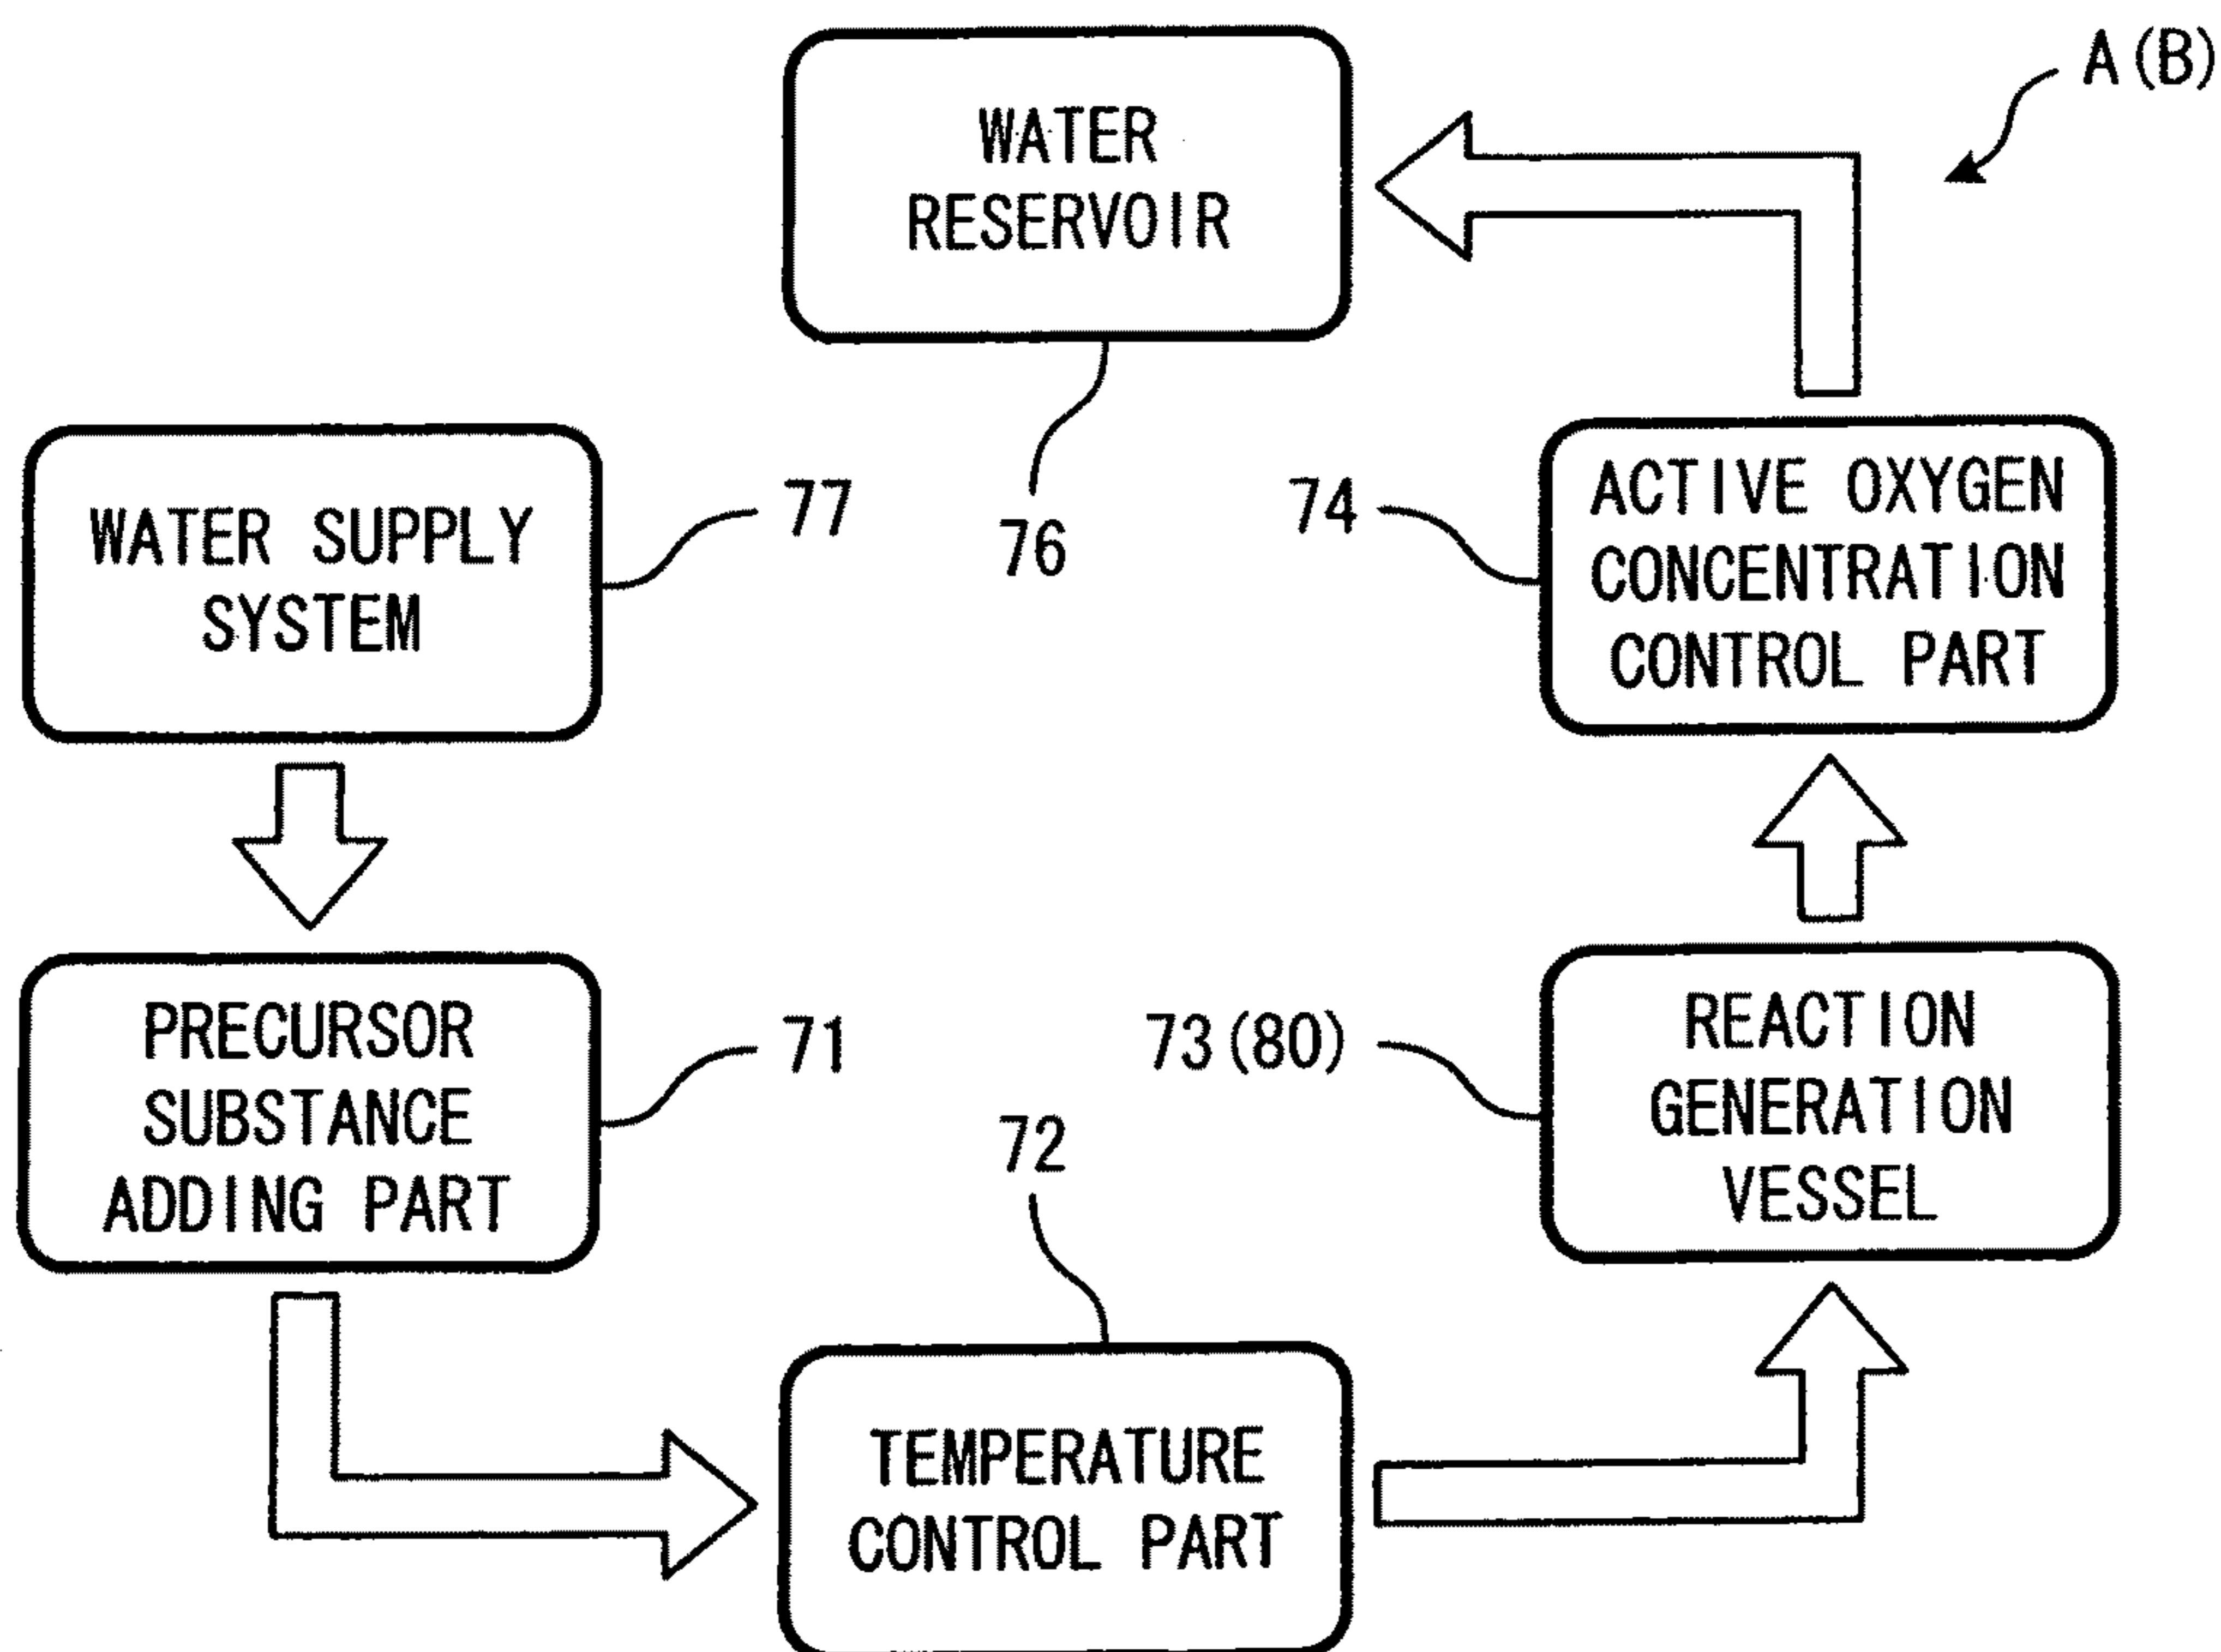 A(B)
WATER
RESERVOIR
76
WATER SUPPLY
SYSTEM
77
74
ACTIVE OXYGEN
CONCENTRATION
CONTROL PART
PRECURSOR
SUBSTANCE
ADDING PART
71
73(80)
REACTION
GENERATION
VESSEL
72
TEMPERATURE
CONTROL PART